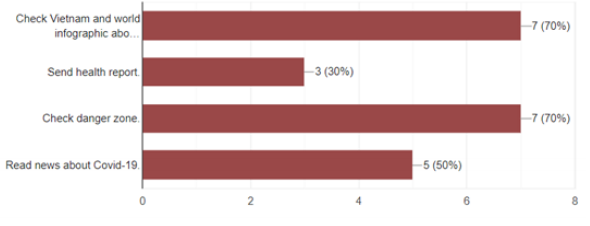 Check Vietnam and world
infographic abo...
7 (70%)
Send health report.
3 (30%)
Check danger zone.
7 (70%)
Read news about Covid-19.
5 (50%)
0 2 4 6 8